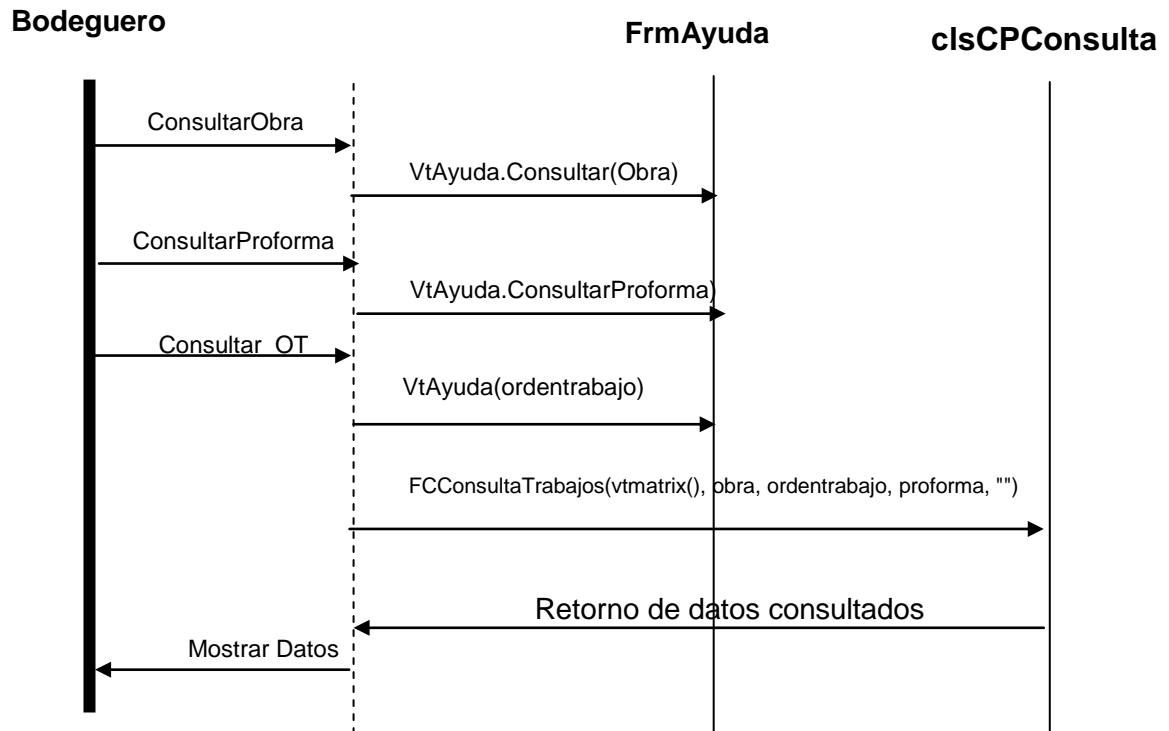 Bodeguero
FrmAyuda
clsCPConsulta
ConsultarObra
VtAyuda.Consultar(Obra)
ConsultarProforma
VtAyuda.ConsultarProforma)
Consultar_OT
VtAyuda(ordentrabajo)
FCConsultaTrabajos(vtmatrix(), obra, ordentrabajo, proforma, "")
Retorno de datos consultados
Mostrar Datos